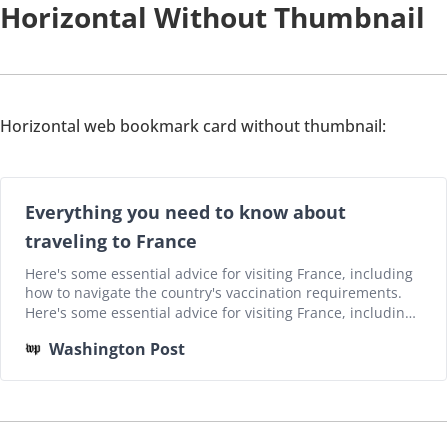 Horizontal Without Thumbnail
Horizontal web bookmark card without thumbnail:
Everything you need to know about
traveling to France
Here's some essential advice for visiting France, including
how to navigate the country's vaccination requirements.
Here's some essential advice for visiting France, includin...
wp Washington Post